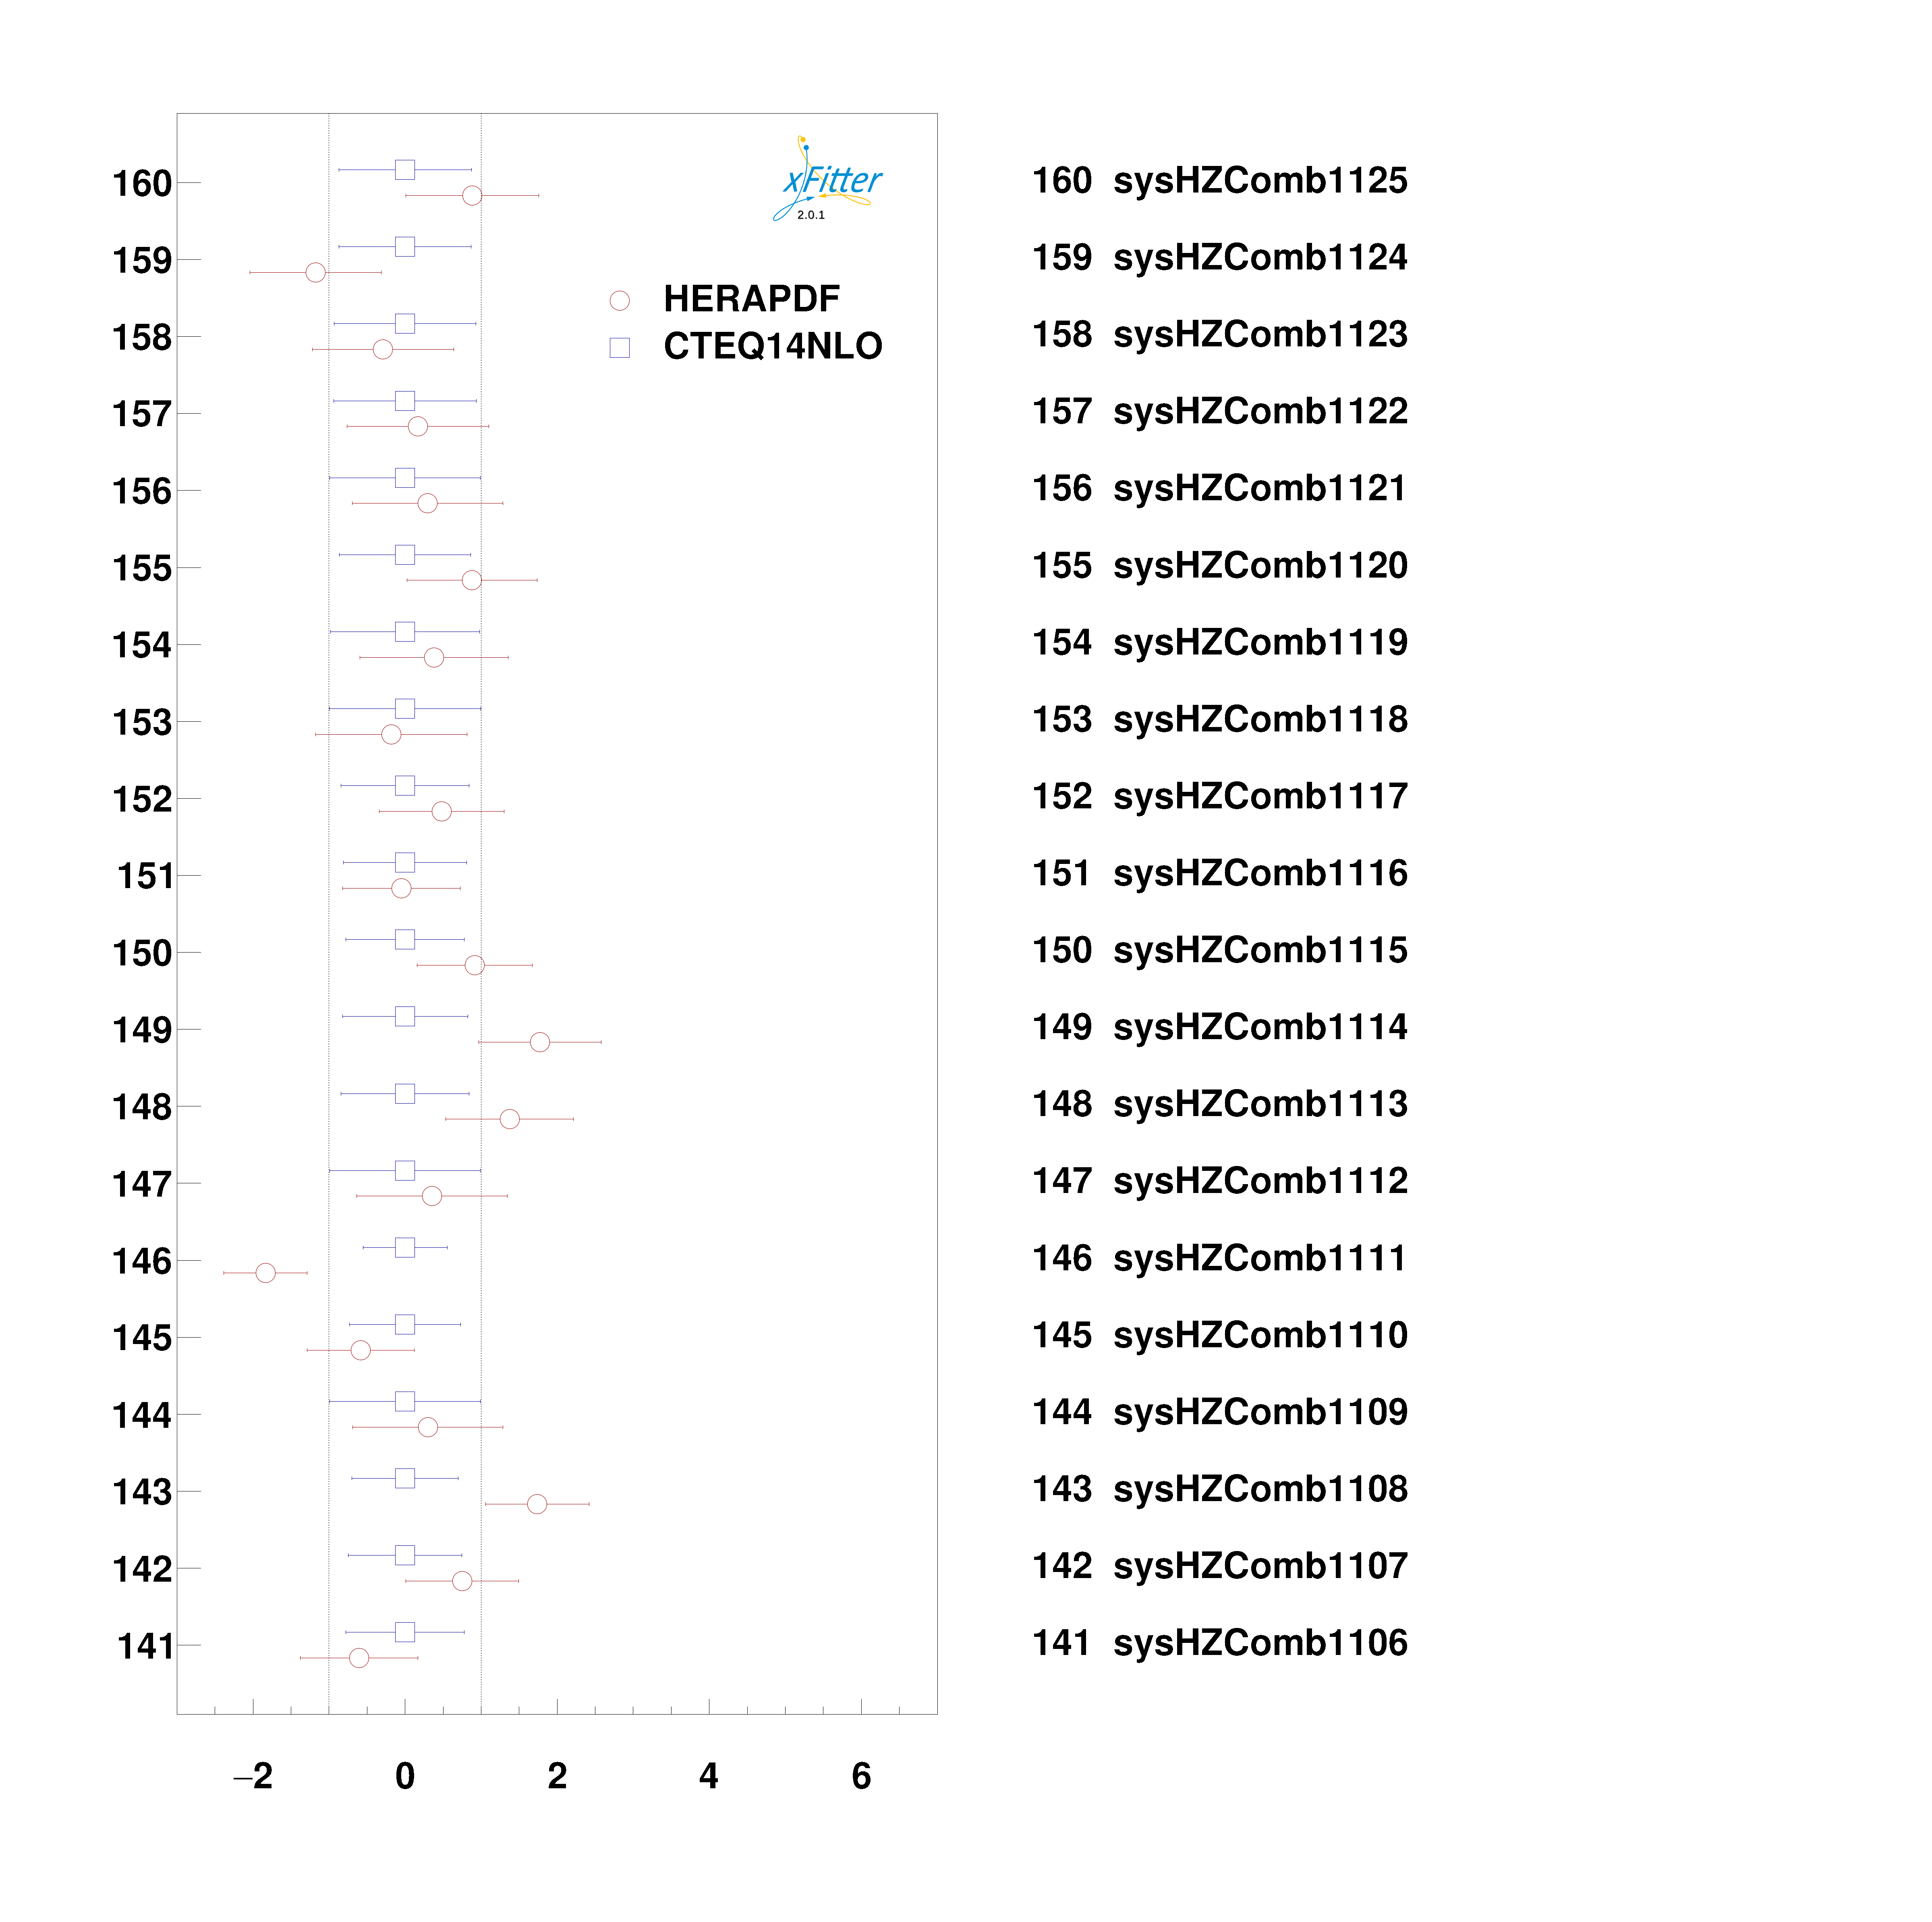 160
159
158
157
156
155
154
153
152
151
150
149
148
147
146
145
144
143
142
141
−2 0 2 4 6
xFitter
2.0.1
HERAPDF
CTEQ14NLO
160 sysHZComb1125
159 sysHZComb1124
158 sysHZComb1123
157 sysHZComb1122
156 sysHZComb1121
155 sysHZComb1120
154 sysHZComb1119
153 sysHZComb1118
152 sysHZComb1117
151 sysHZComb1116
150 sysHZComb1115
149 sysHZComb1114
148 sysHZComb1113
147 sysHZComb1112
146 sysHZComb1111
145 sysHZComb1110
144 sysHZComb1109
143 sysHZComb1108
142 sysHZComb1107
141 sysHZComb1106